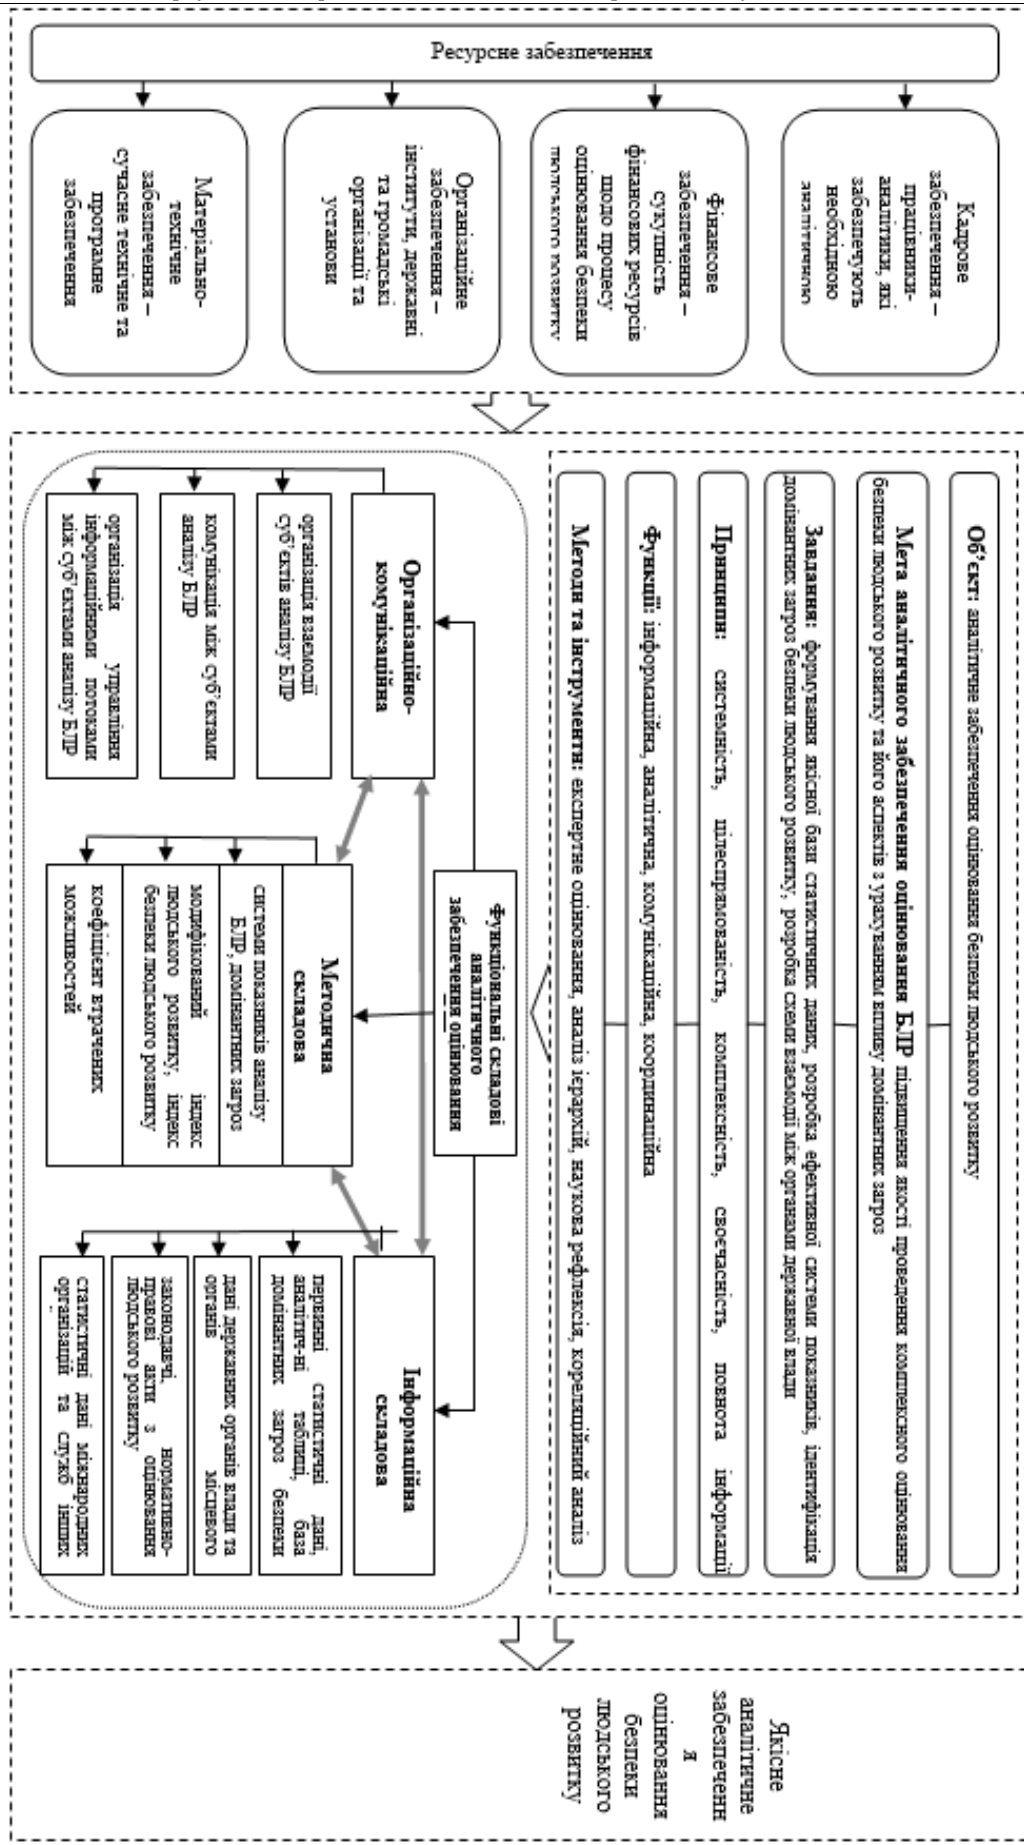 Ресурсне забезпечення
Кадрове
забезпечення –
працівники-
аналітики, які
забезпечують
необхідною
аналітичною
Фінансове
забезпечення –
сукупність
фінансових ресурсів
щодо процесу
оцінювання безпеки
людського розвитку
Організаційне
забезпечення –
інститути, державні
та громадські
організації та
установи
Матеріально-
технічне
забезпечення –
сучасне технічне та
програмне
забезпечення
Об’єкт: аналітичне забезпечення оцінювання безпеки людського розвитку
Мета аналітичного забезпечення оцінювання БЛР підвищення якості проведення комплексного оцінювання
безпеки людського розвитку та його аспектів з урахуванням впливу домінантних загроз
Завдання: формування якісної бази статистичних даних, розробка ефективної системи показників, ідентифікація
домінантних загроз безпеки людського розвитку, розробка схеми взаємодії між органами державної влади
Принципи: системність, цілеспрямованість, комплексність, своєчасність, повнота інформації
Функції: інформаційна, аналітична, комунікаційна, координаційна
Методи та інструменти: експертне оцінювання, аналіз ієрархій, наукова рефлексія, кореляційний аналіз
Функціональні складові
аналітичного
забезпечення оцінювання
Організаційно-
комунікаційна
організація взаємодії
суб’єктів аналізу БЛР
комунікація між суб’єктами
аналізу БЛР
організація управління
інформаційними потоками
між суб’єктами аналізу БЛР
Методична
складова
системи показників аналізу
БЛР, домінантних загроз
модифікований індекс
людського розвитку, індекс
безпеки людського розвитку
коефіцієнт втрачених
можливостей
Інформаційна
складова
первинні статистичні дані,
аналітич-ні таблиці, база
домінантних загроз безпеки
дані державних органів влади та
органів місцевого
законодавчі, нормативно-
правові акти з оцінювання
людського розвитку
статистичні дані міжнародних
організацій та служб інших
Якісне
аналітичне
забезпеченн
я
оцінювання
безпеки
людського
розвитку